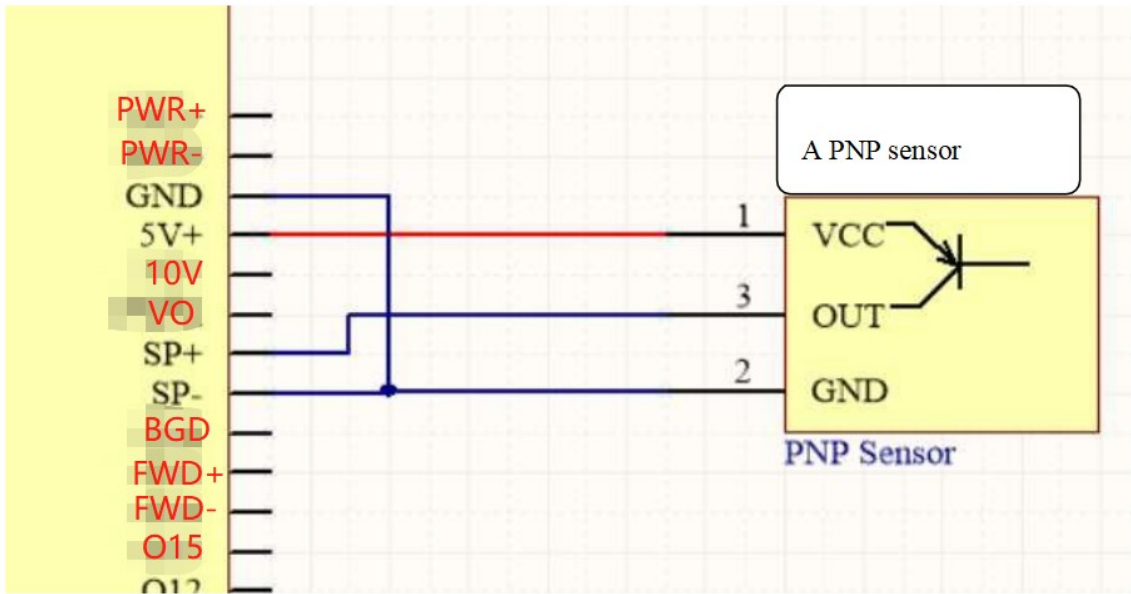 PWR+
PWR-
GND
5V+
10V
VO
SP+
SP-
BGD
FWD+
FWD-
O15
O12
A PNP sensor
1
VCC
3
OUT
2
GND
PNP Sensor